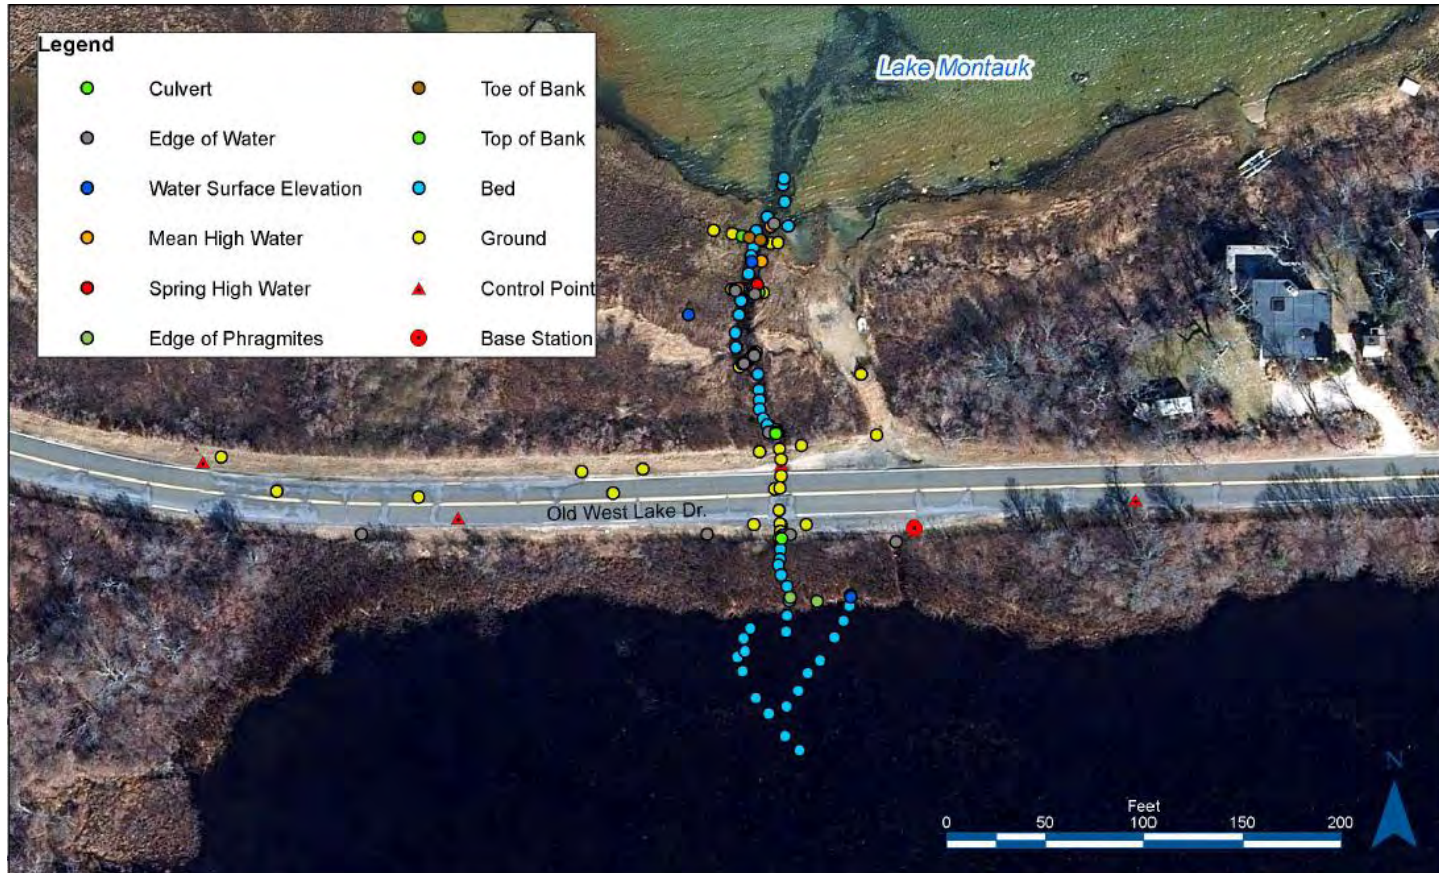 Legend
Culvert
Edge of Water
Water Surface Elevation
Mean High Water
Spring High Water
Edge of Phragmites
Toe of Bank
Top of Bank
Bed
Ground
Control Point
Base Station
Lake Montauk
Old West Lake Dr.
N
Feet
0 50 100 150 200